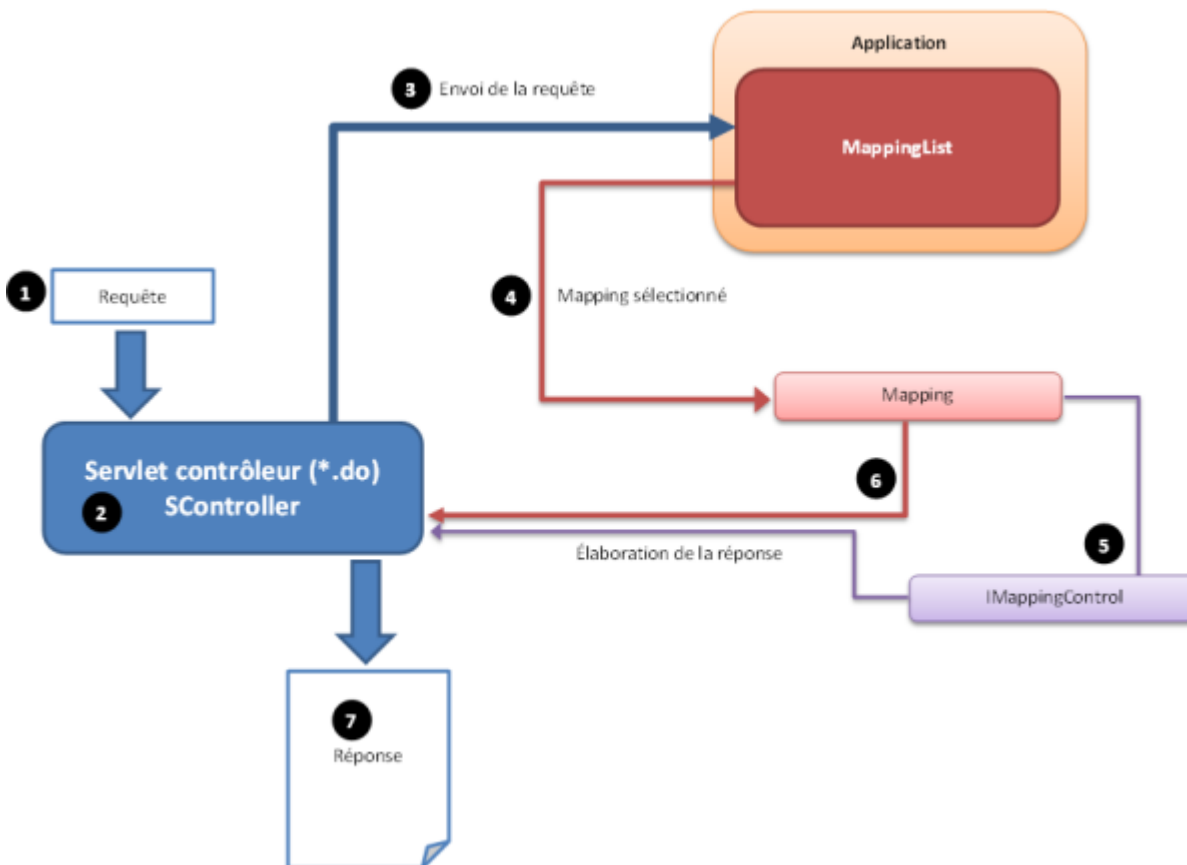 Application
3 Envoi de la requête
MappingList
1 Requête
4 Mapping sélectionné
Mapping
Servlet contrôleur (*.do)
SController
2
6
5
Élaboration de la réponse
IMappingControl
7
Réponse